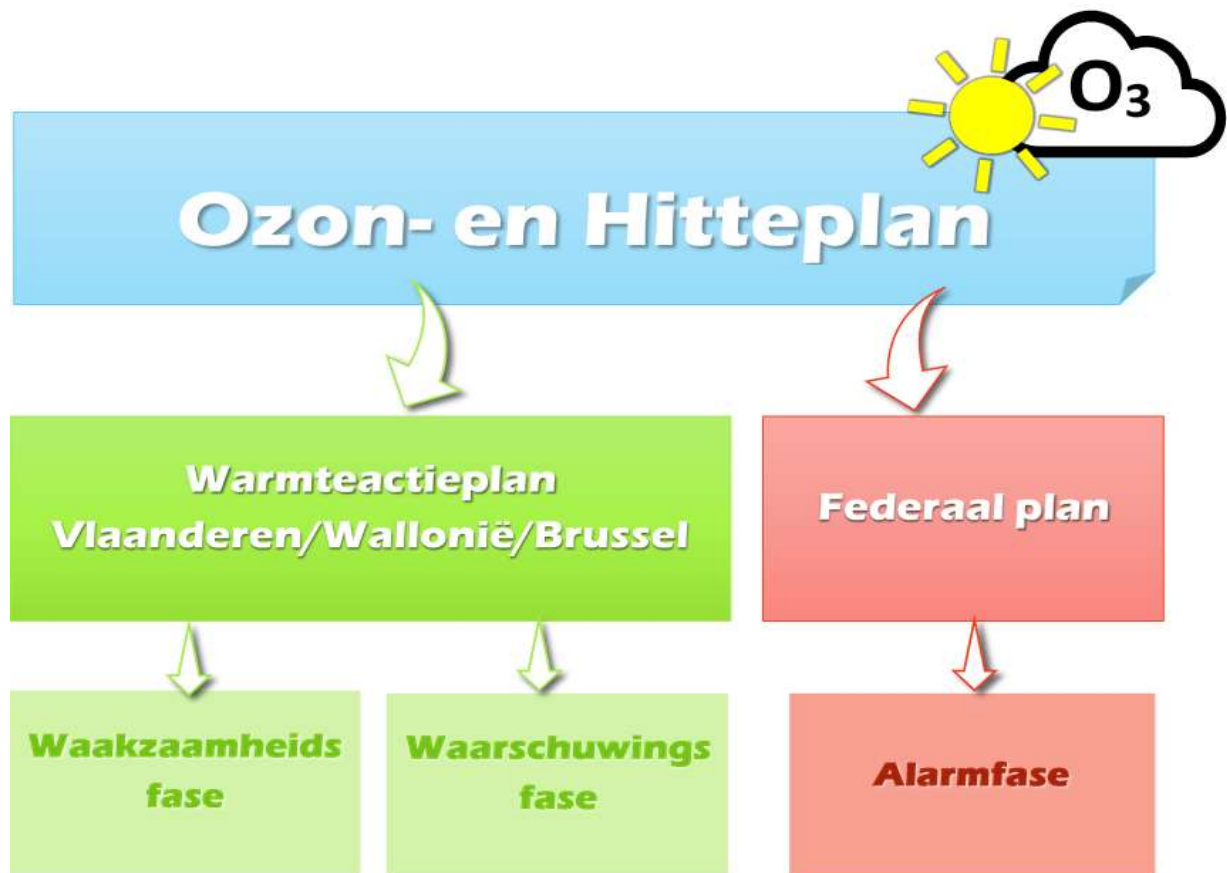 O₃
Ozon- en Hitteplan
Warmteactieplan
Vlaanderen/Wallonië/Brussel
Federaal plan
Waakzaamheids
fase
Waarschuwings
fase
Alarmfase